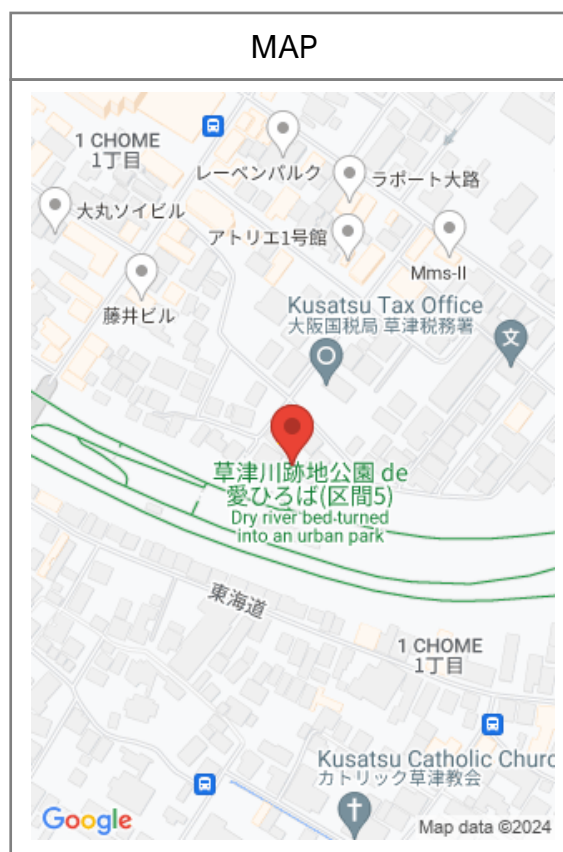 MAP
1 CHOME
1丁目
レーベンパルク
ラポート大路
大丸ソイビル
アトリエ1号館
Mms-II
藤井ビル
Kusatsu Tax Office
大阪国税局 草津税務署
文
草津川跡地公園 de
愛ひろば(区間5)
Dry river bed-turned
into an urban park
東海道
1 CHOME
1丁目
Kusatsu Catholic Churc
カトリック草津教会
Google
Map data ©2024